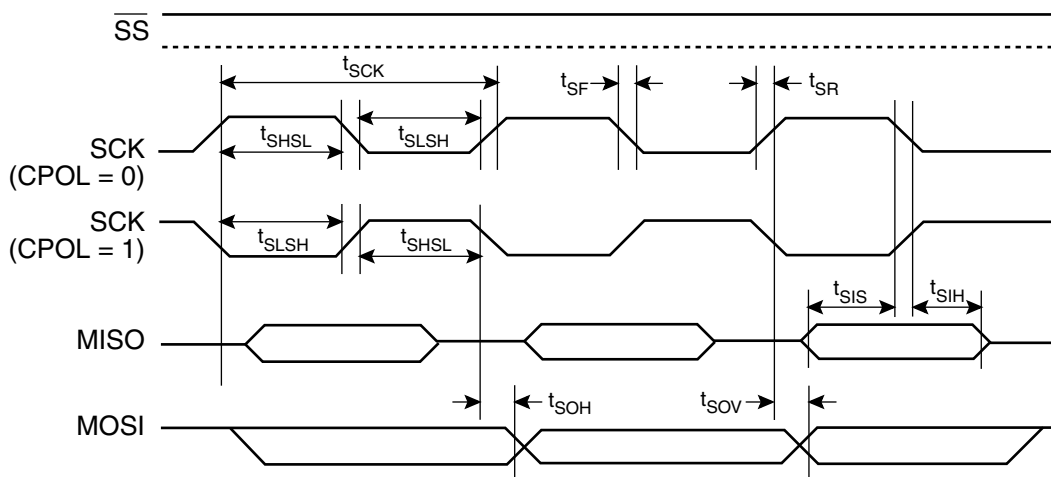 SS
tSCK
tSF
tSR
SCK
(CPOL = 0)
tSHSL
tSLSH
SCK
(CPOL = 1)
tSLSH
tSHSL
tSIS
tSIH
MISO
tSOH
tSOV
MOSI